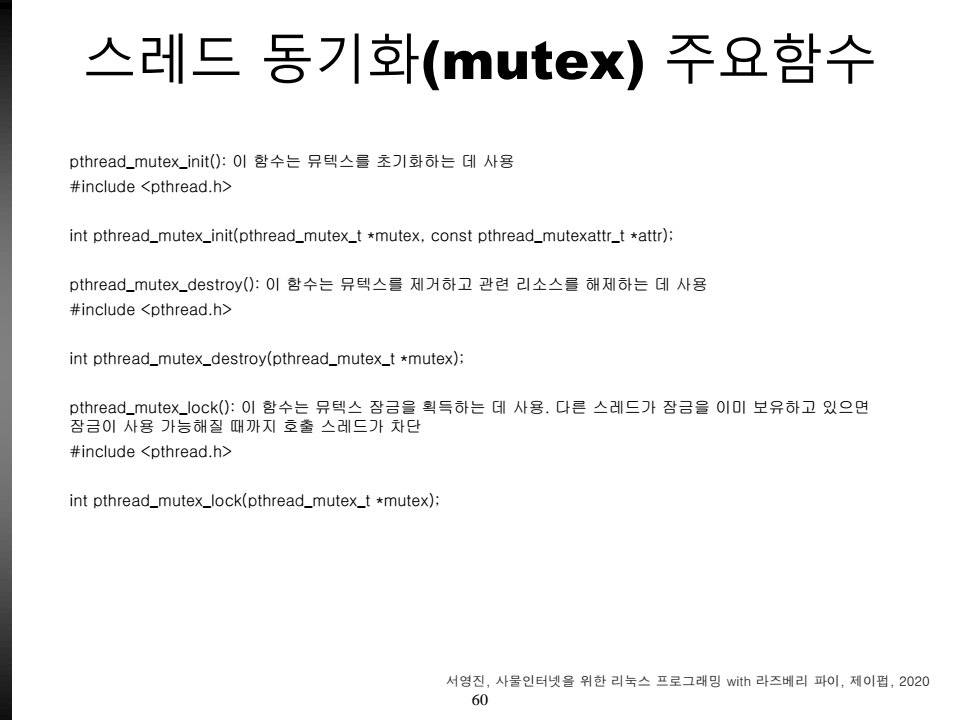 스레드 동기화(mutex) 주요함수
pthread_mutex_init(): 이 함수는 뮤텍스를 초기화하는 데 사용
#include <pthread.h>
int pthread_mutex_init(pthread_mutex_t *mutex, const pthread_mutexattr_t *attr);
pthread_mutex_destroy(): 이 함수는 뮤텍스를 제거하고 관련 리소스를 해제하는 데 사용
#include <pthread.h>
int pthread_mutex_destroy(pthread_mutex_t *mutex);
pthread_mutex_lock(): 이 함수는 뮤텍스 잠금을 획득하는 데 사용. 다른 스레드가 잠금을 이미 보유하고 있으면
잠금이 사용 가능해질 때까지 호출 스레드가 차단
#include <pthread.h>
int pthread_mutex_lock(pthread_mutex_t *mutex);
서영진, 사물인터넷을 위한 리눅스 프로그래밍 with 라즈베리 파이, 제이펍, 2020
60